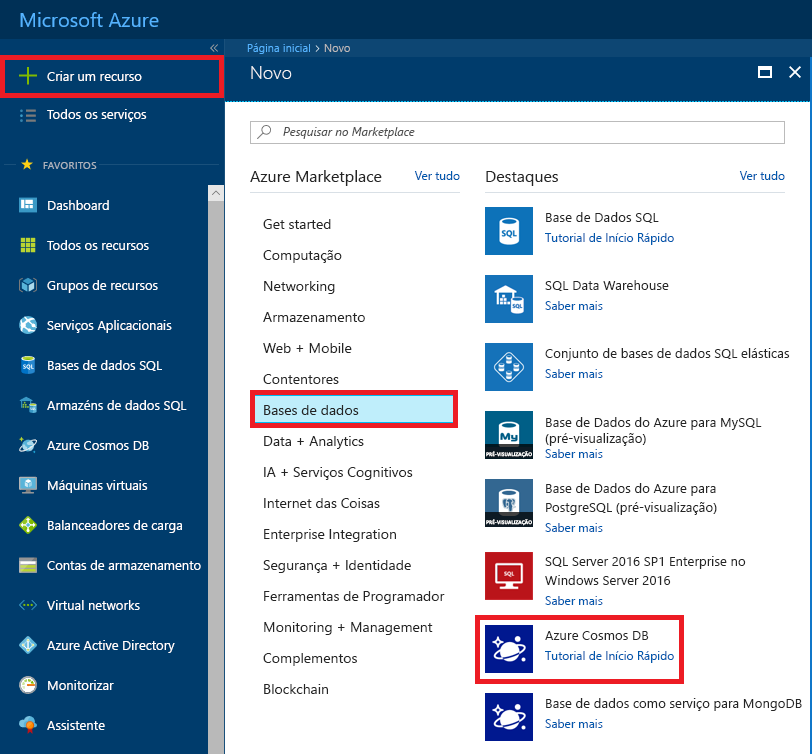 Microsoft Azure
Criar um recurso
Todos os serviços
FAVORITOS
Dashboard
Todos os recursos
Grupos de recursos
Serviços Aplicacionais
SQL
Bases de dados SQL
Armazéns de dados SQL
Azure Cosmos DB
Máquinas virtuais
Balanceadores de carga
Contas de armazenamento
Virtual networks
Azure Active Directory
Monitorizar
Assistente
Página inicial > Novo
Novo
Pesquisar no Marketplace
Azure Marketplace
Ver tudo
Get started
Computação
Networking
Armazenamento
Web + Mobile
Contentores
Bases de dados
Data + Analytics
IA + Serviços Cognitivos
Internet das Coisas
Enterprise Integration
Segurança + Identidade
Ferramentas de Programador
Monitoring + Management
Complementos
Blockchain
Destaques
Ver tudo
SQL
Base de Dados SQL
Tutorial de Início Rápido
SQL
SQL Data Warehouse
Saber mais
Conjunto de bases de dados SQL elásticas
Saber mais
My
PRÉ-VISUALIZAÇÃO
Base de Dados do Azure para MySQL
(pré-visualização)
Saber mais
PRÉ-VISUALIZAÇÃO
Base de Dados do Azure para
PostgreSQL (pré-visualização)
Saber mais
SQL
SQL Server 2016 SP1 Enterprise no
Windows Server 2016
Saber mais
Azure Cosmos DB
Tutorial de Início Rápido
Base de dados como serviço para MongoDB
Saber mais